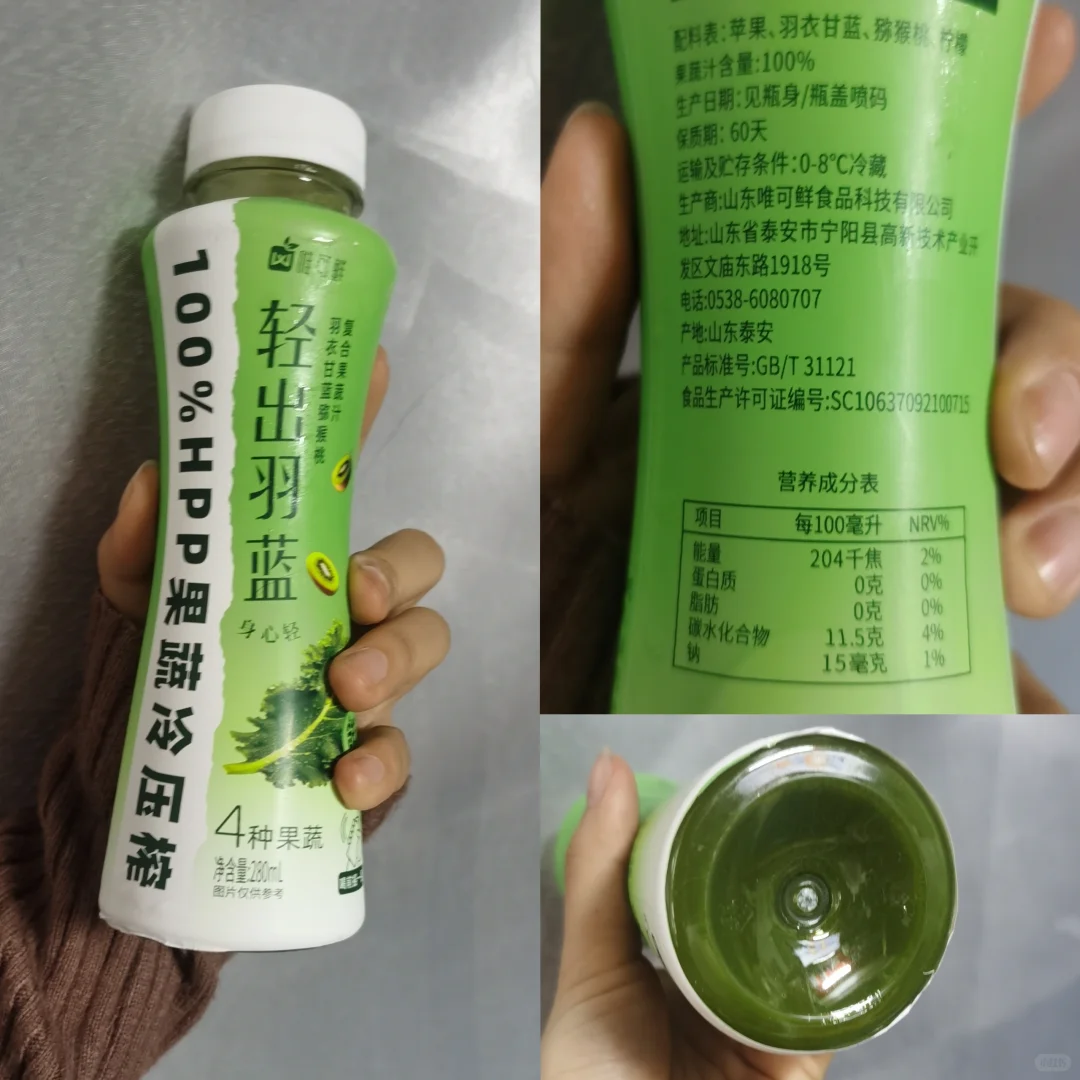 唯可鲜
轻出羽蓝
复合果蔬汁
羽衣甘蓝猕猴桃
身心轻
100%HPP果蔬冷压榨
4种果蔬
净含量:280mL
图片仅供参考
配料表:苹果、羽衣甘蓝、猕猴桃、柠檬
果蔬汁含量:100%
生产日期:见瓶身/瓶盖喷码
保质期: 60天
运输及贮存条件:0-8°C冷藏
生产商:山东唯可鲜食品科技有限公司
地址:山东省泰安市宁阳县高新技术产业开
发区文庙东路1918号
电话:0538-6080707
产地:山东泰安
产品标准号:GB/T 31121
食品生产许可证编号:SC10637092100715
营养成分表
项目 每100毫升 NRV%
能量 204千焦 2%
蛋白质 0克 0%
脂肪 0克 0%
碳水化合物 11.5克 4%
钠 15毫克 1%